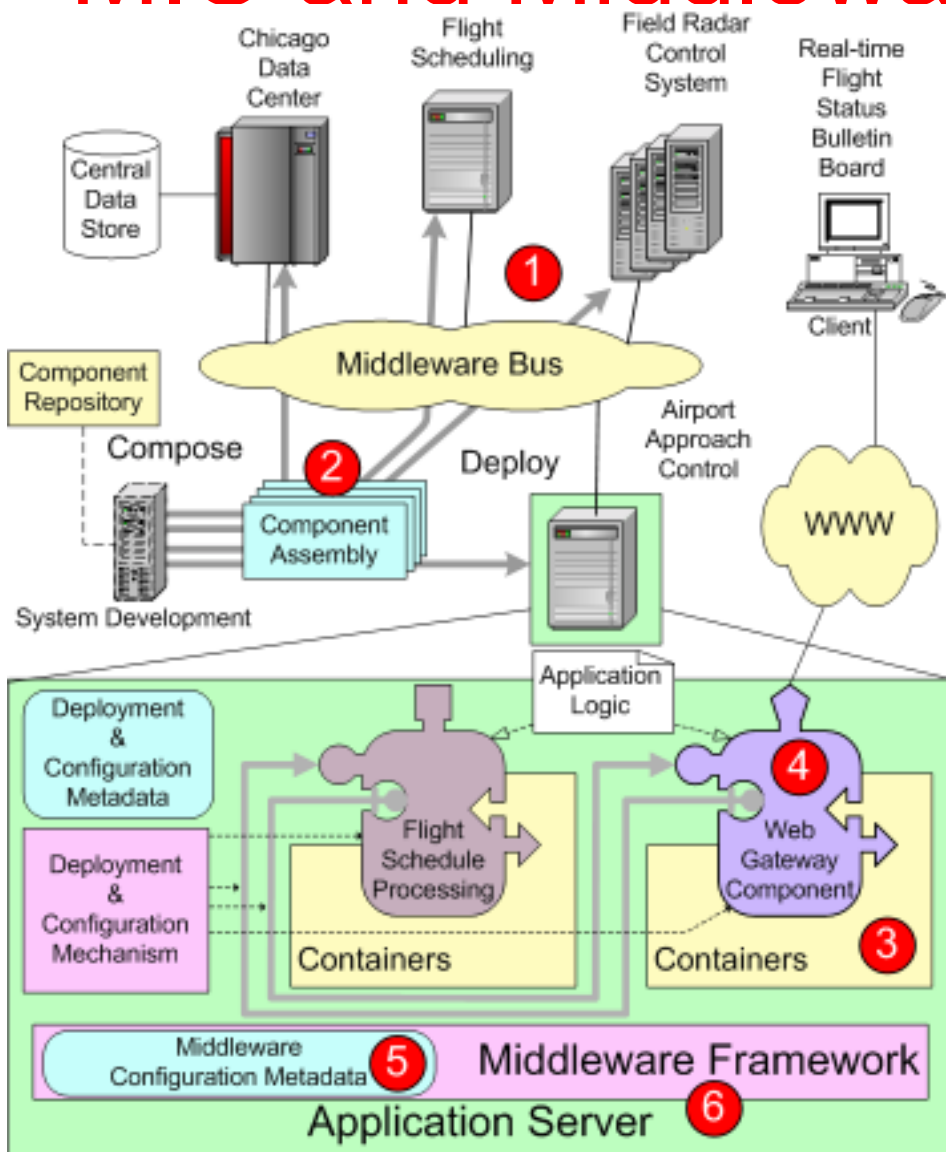 Chicago
Data
Center
Flight
Scheduling
Field Radar
Control
System
Real-time
Flight
Status
Bulletin
Board
Central
Data
Store
1
Client
Middleware Bus
Component
Repository
Compose
2
Deploy
Airport
Approach
Control
Component
Assembly
WWW
System Development
Application
Logic
Deployment
&
Configuration
Metadata
4
Flight
Schedule
Processing
Web
Gateway
Component
Deployment
&
Configuration
Mechanism
Containers
Containers
3
Middleware
Configuration Metadata
5
Middleware Framework
6
Application Server